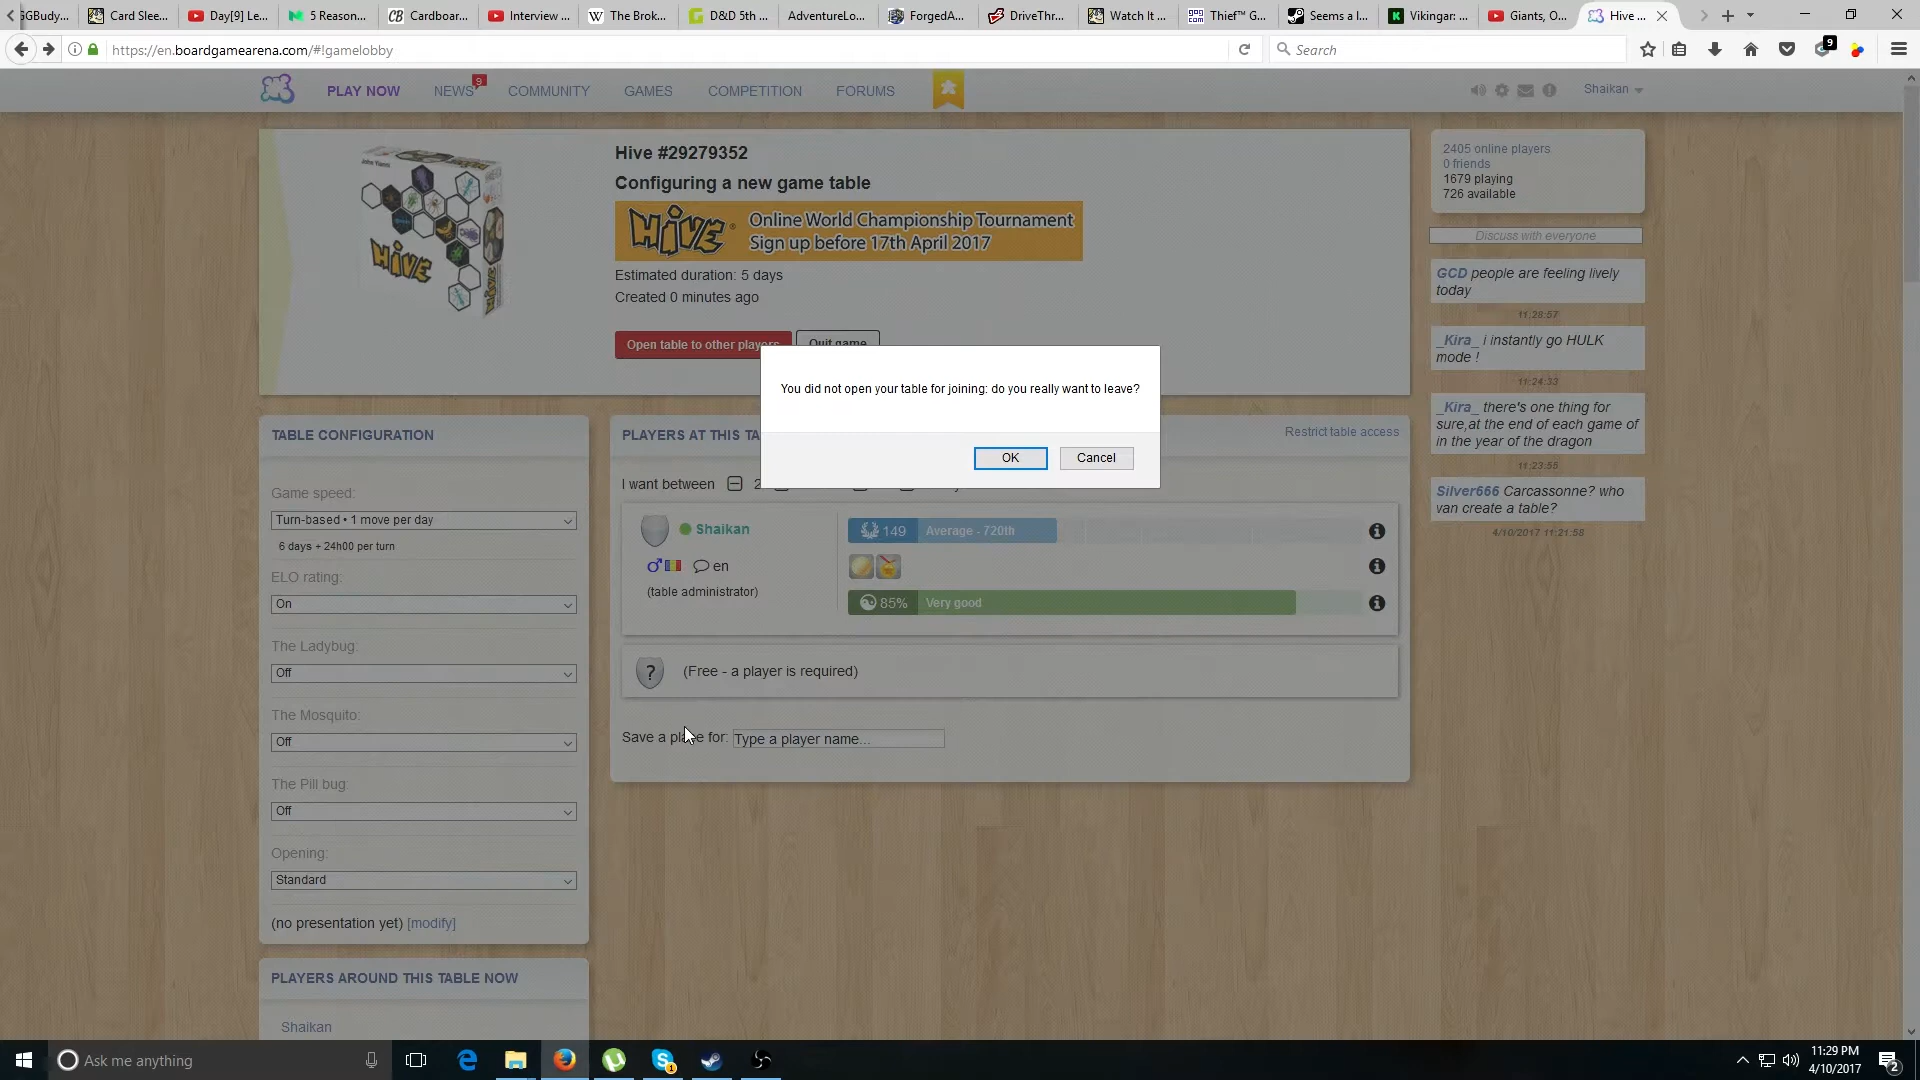 GGBudy...
Card Slee...
Day[9] Le...
5 Reason...
Cardboar...
Interview ...
The Brok...
D&D 5th ...
AdventureLo...
ForgedA...
DriveThr...
Watch It ...
Thief™ G...
Seems a l...
Vikingar: ...
Giants, O...
Hive ...
https://en.boardgamearena.com/#!gamelobby
Search
9
PLAY NOW
NEWS
9
COMMUNITY
GAMES
COMPETITION
FORUMS
Shaikan
Hive #29279352
Configuring a new game table
John Yianni
HIVE
HIVE
Online World Championship Tournament
Sign up before 17th April 2017
Estimated duration: 5 days
Created 0 minutes ago
Open table to other players
Quit game
You did not open your table for joining: do you really want to leave?
OK
Cancel
2405 online players
0 friends
1679 playing
726 available
Discuss with everyone
GCD people are feeling lively
today
11:28:57
_Kira_ i instantly go HULK
mode !
11:24:33
_Kira_ there's one thing for
sure,at the end of each game of
in the year of the dragon
11:23:55
Silver666 Carcassonne? who
van create a table?
4/10/2017 11:21:58
TABLE CONFIGURATION
Game speed:
Turn-based • 1 move per day
6 days + 24h00 per turn
ELO rating:
On
The Ladybug:
Off
The Mosquito:
Off
The Pill bug:
Off
Opening:
Standard
(no presentation yet) [modify]
PLAYERS AROUND THIS TABLE NOW
Shaikan
PLAYERS AT THIS TA
Restrict table access
I want between
2
Shaikan
en
(table administrator)
149
Average - 720th
85%
Very good
?
(Free - a player is required)
Save a place for:
Type a player name...
Ask me anything
1
11:29 PM
4/10/2017
2